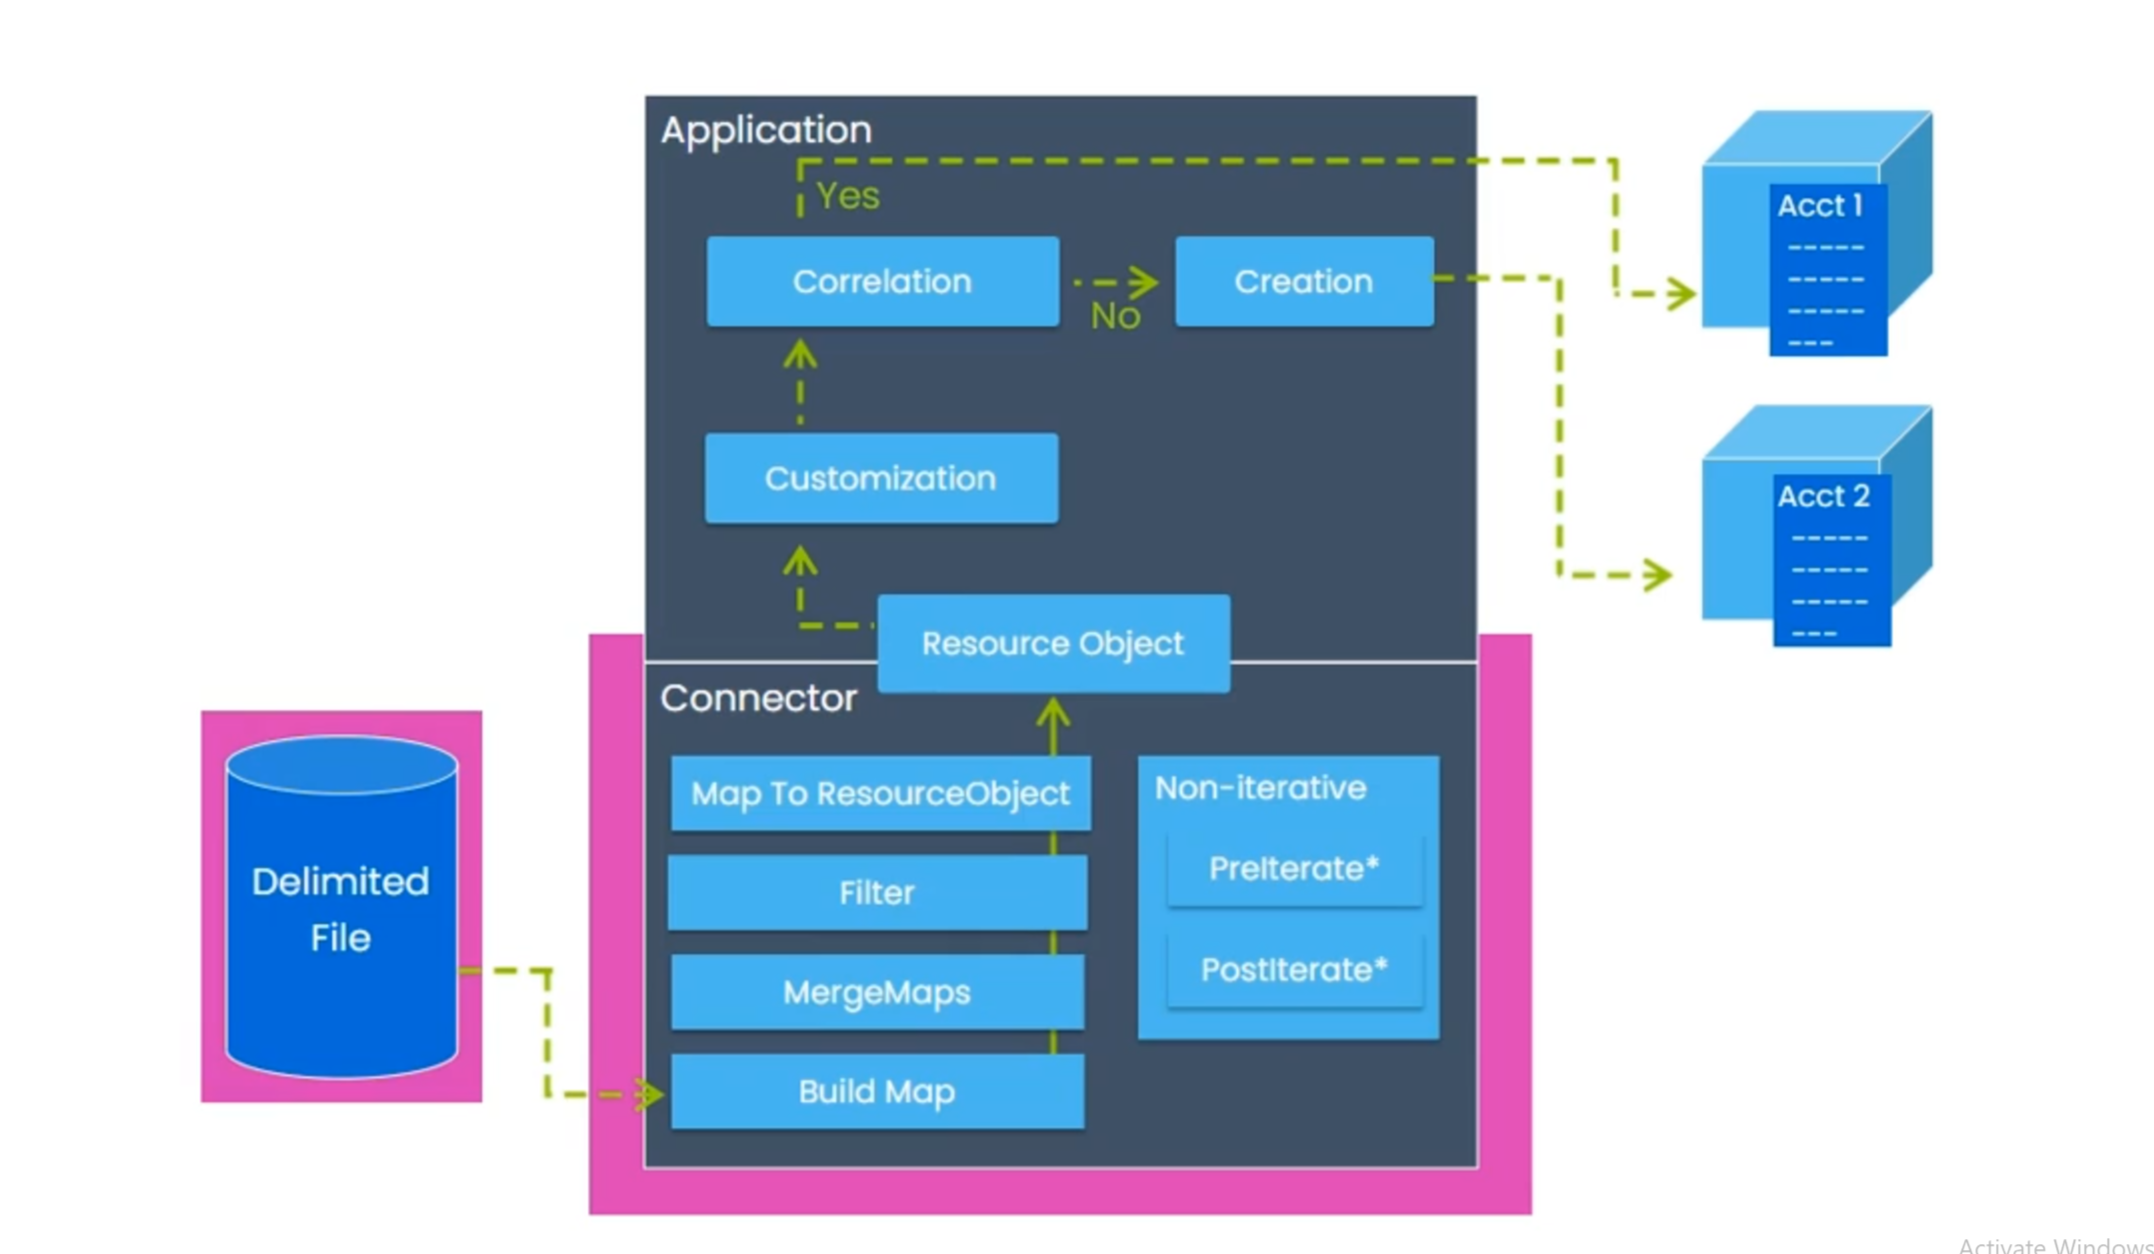 Application
Yes
Correlation
No
Creation
Customization
Resource Object
Connector
Map To ResourceObject
Filter
MergeMaps
Build Map
Non-iterative
PreIterate*
PostIterate*
Delimited
File
Acct 1
-----
-----
-----
---
Acct 2
-----
-----
-----
---
Activate Windows